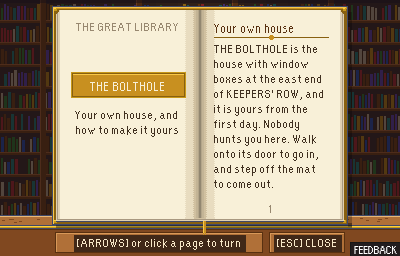 THE GREAT LIBRARY
THE BOLTHOLE
Your own house, and
how to make it yours
Your own house
THE BOLTHOLE is the
house with window
boxes at the east end
of KEEPERS' ROW, and
it is yours from the
first day. Nobody
hunts you here. Walk
onto its door to go in,
and step off the mat
to come out.
1
[ARROWS] or click a page to turn
[ESC] CLOSE
FEEDBACK